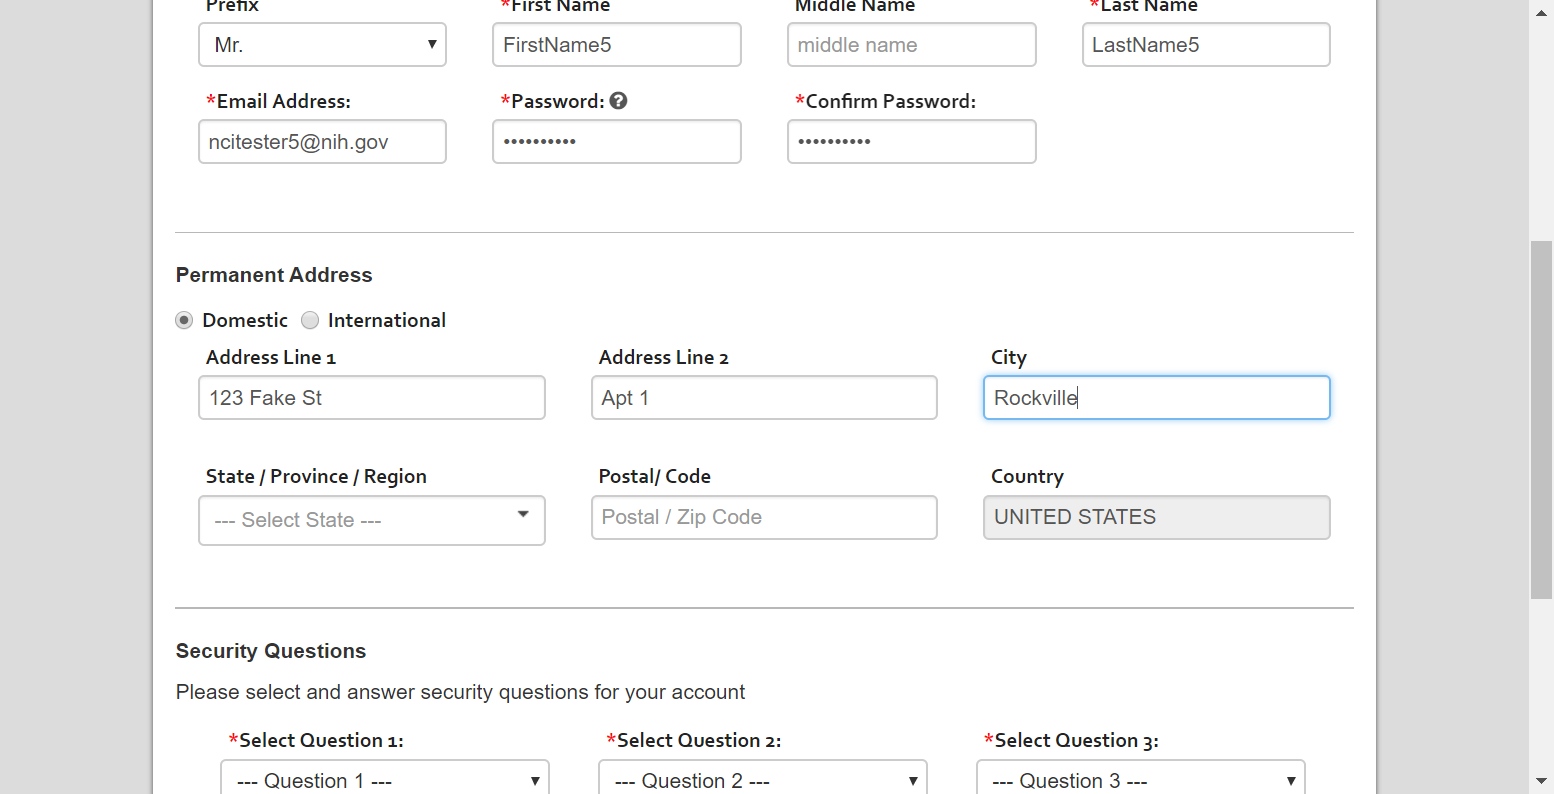 Prefix *First Name Middle Name *Last Name
Mr. FirstName5 middle name LastName5
*Email Address: *Password: ? *Confirm Password:
ncitester5@nih.gov •••••••••• ••••••••••
Permanent Address
Domestic International
Address Line 1 Address Line 2 City
123 Fake St Apt 1 Rockville
State / Province / Region Postal/ Code Country
--- Select State --- Postal / Zip Code UNITED STATES
Security Questions
Please select and answer security questions for your account
*Select Question 1: *Select Question 2: *Select Question 3:
--- Question 1 --- --- Question 2 --- --- Question 3 ---